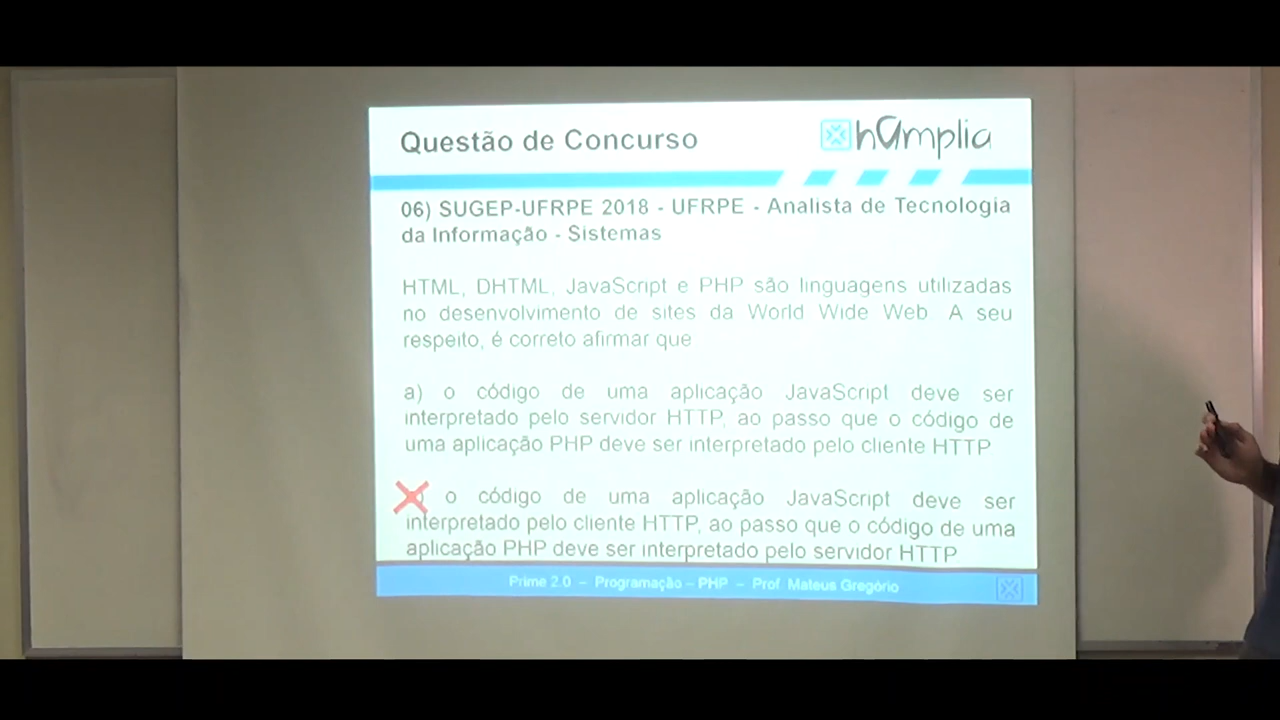 Questão de Concurso
hamplia
06) SUGEP-UFRPE 2018 - UFRPE - Analista de Tecnologia
da Informação - Sistemas
HTML, DHTML, JavaScript e PHP são linguagens utilizadas
no desenvolvimento de sites da World Wide Web. A seu
respeito, é correto afirmar que
a) o código de uma aplicação JavaScript deve ser
interpretado pelo servidor HTTP, ao passo que o código de
uma aplicação PHP deve ser interpretado pelo cliente HTTP
) o código de uma aplicação JavaScript deve ser
interpretado pelo cliente HTTP, ao passo que o código de uma
aplicação PHP deve ser interpretado pelo servidor HTTP
Prime 2.0 – Programação – PHP – Prof. Mateus Gregório